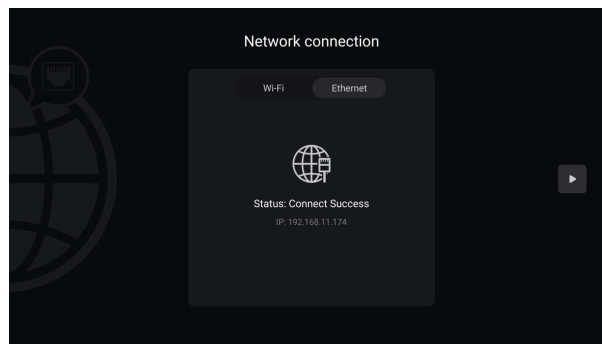 Network connection
Wi-Fi
Ethernet
Status: Connect Success
IP: 192.168.11.174